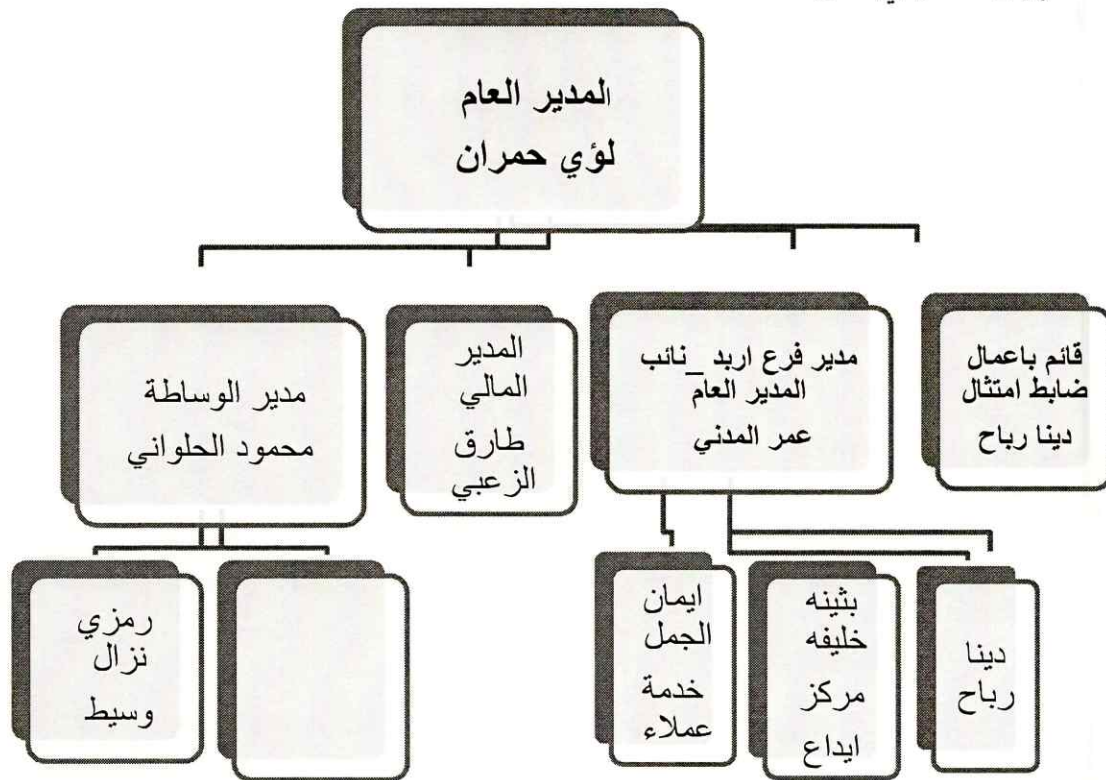 المدير العام
لؤي حمران
قائم باعمال
ضابط امتثال
دينا رباح
مدير فرع اربد _ نائب
المدير العام
عمر المدني
المدير
المالي
طارق
الزعبي
مدير الوساطة
محمود الحلواني
دينا
رباح
بثينه
خليفه
مركز
ايداع
ايمان
الجمل
خدمة
عملاء
رمزي
نزال
وسيط